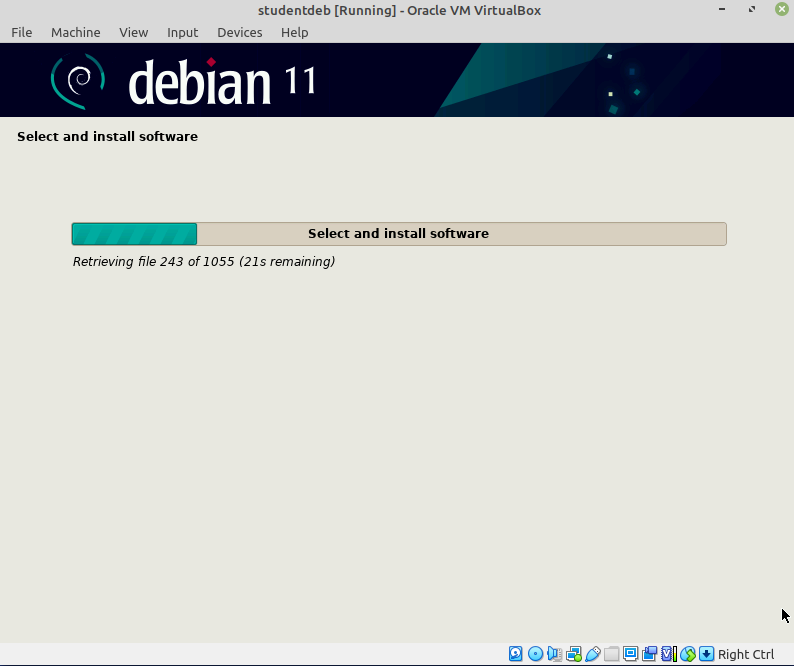 studentdeb [Running] - Oracle VM VirtualBox
File Machine View Input Devices Help
debian 11
Select and install software
Select and install software
Retrieving file 243 of 1055 (21s remaining)
Right Ctrl